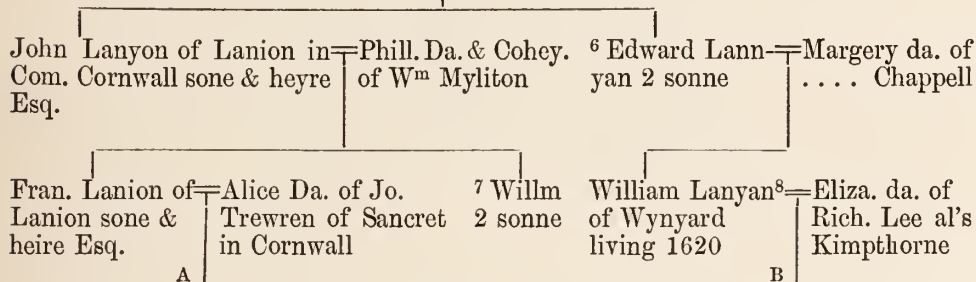 John Lanyon of Lanion in
Com. Cornwall sone & heyre
Esq.
Phill. Da. & Cohey.
of Wm Myliton
6 Edward Lann-
yan 2 sonne
Margery da. of
.... Chappell
Fran. Lanion of
Lanion sone &
heire Esq.
Alice Da. of Jo.
Trewren of Sancret
in Cornwall
7 Willm
2 sonne
William Lanyan8
of Wynyard
living 1620
Eliza. da. of
Rich. Lee al's
Kimpthorne
A
B